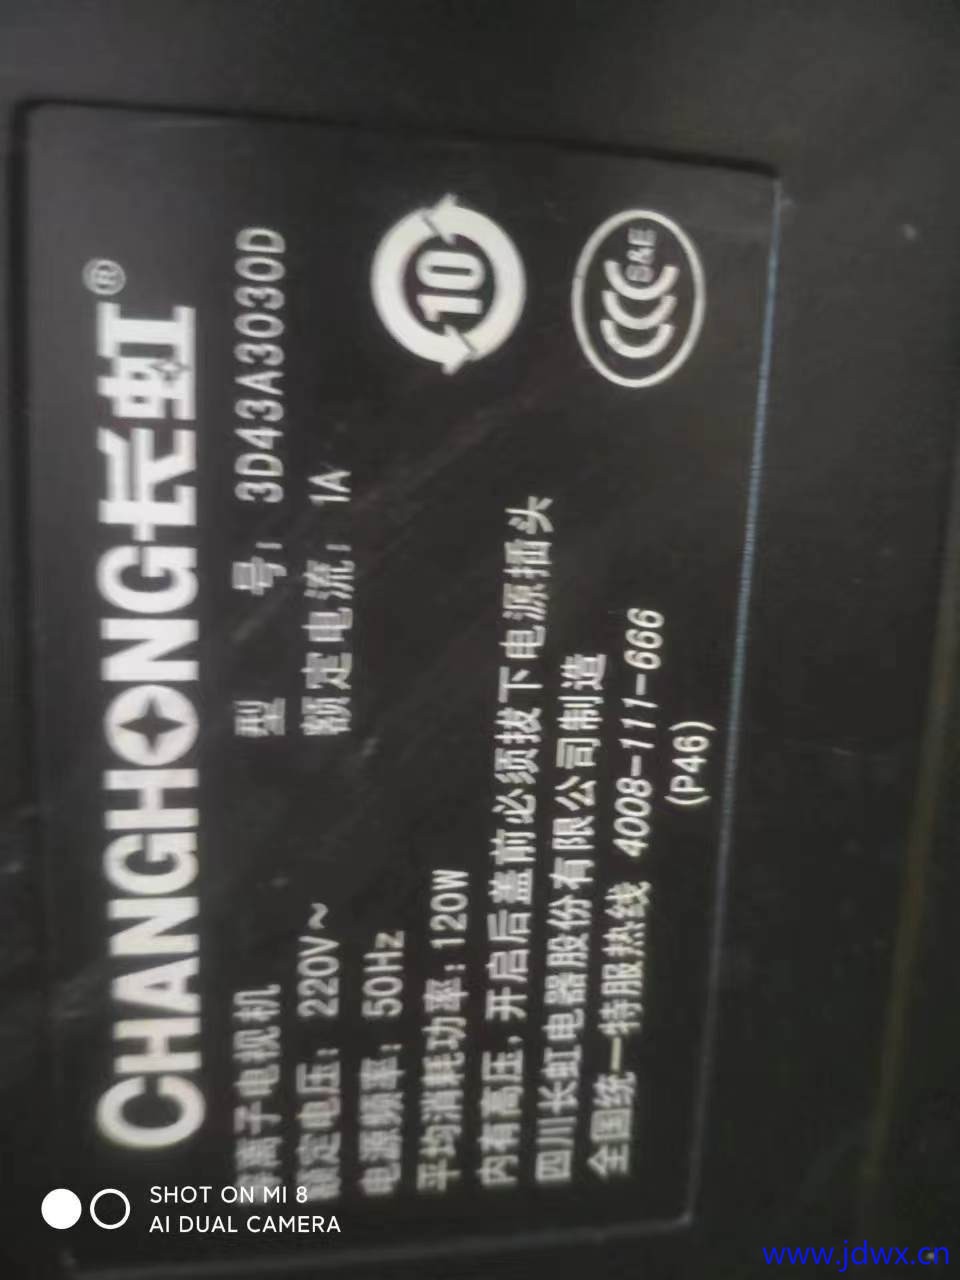 CHANGHONG长虹®
等离子电视机 型 号: 3D43A3030D
额定电压: 220V~ 额定电流: 1A
电源频率: 50Hz
平均消耗功率: 120W
10
内有高压,开启后盖前必须拔下电源插头
四川长虹电器股份有限公司制造
CCC S&E
全国统一特服热线 4008-111-666
(P46)
SHOT ON MI 8
AI DUAL CAMERA
www.jdwx.cn